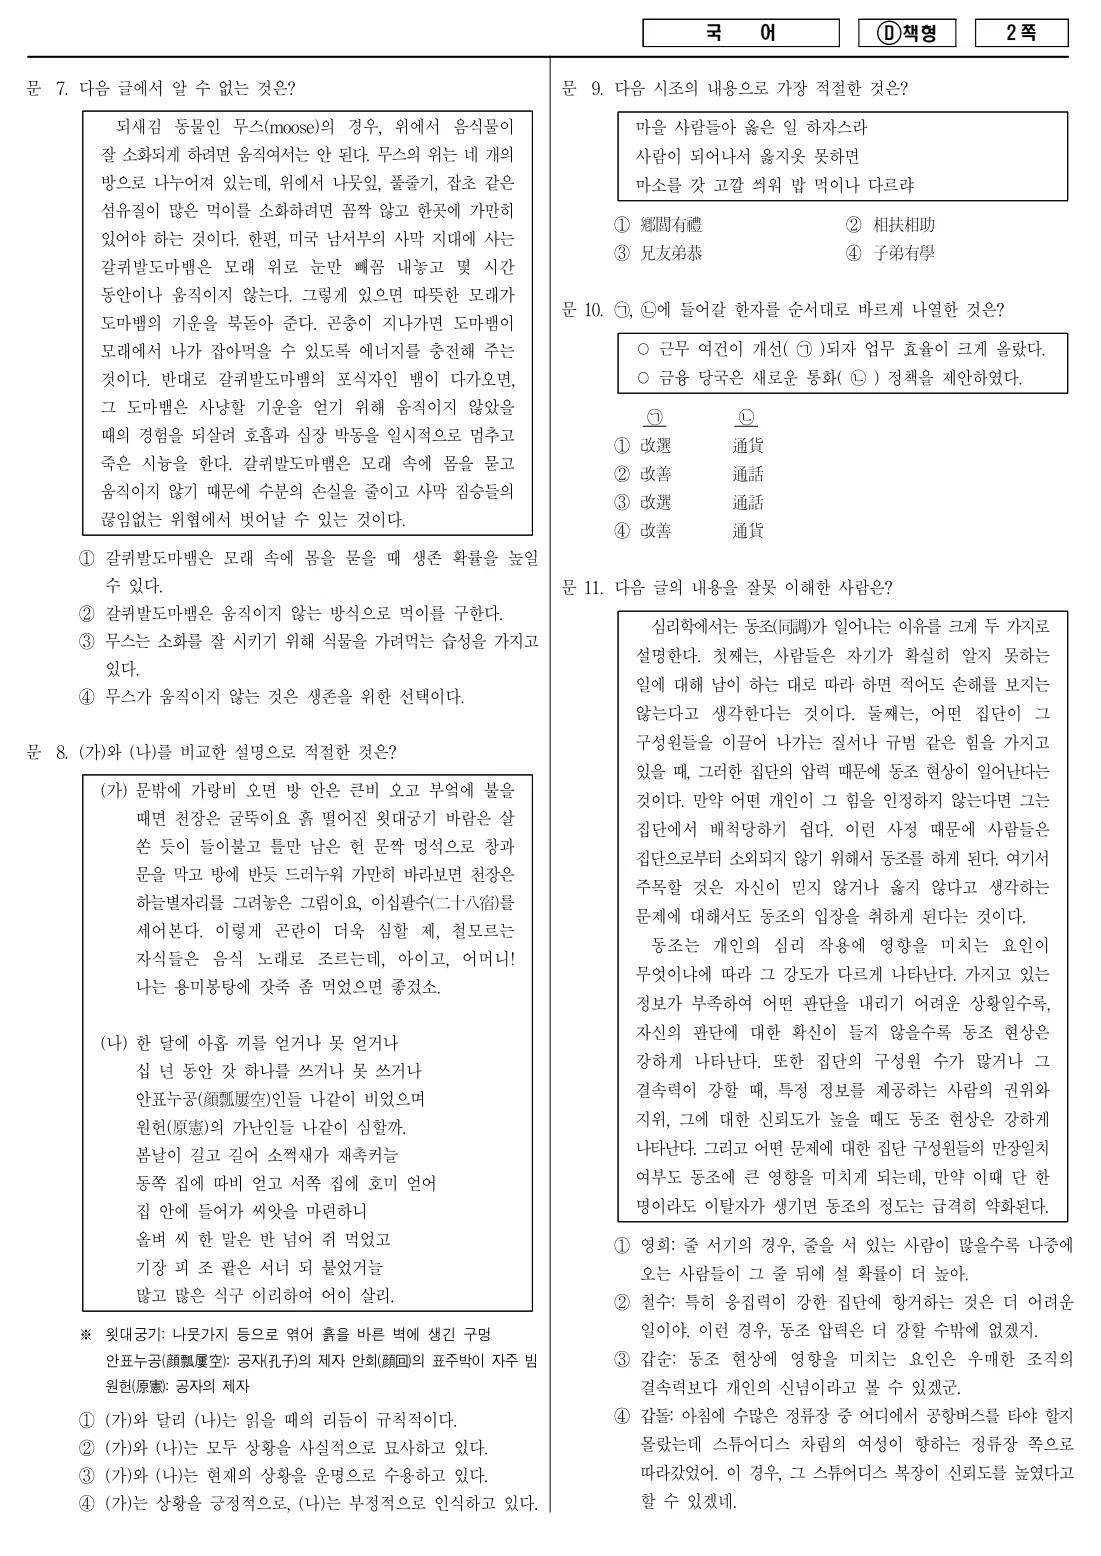 국 어
Ⓓ책형
2쪽
문 7. 다음 글에서 알 수 없는 것은?
되새김 동물인 무스(moose)의 경우, 위에서 음식물이
잘 소화되게 하려면 움직여서는 안 된다. 무스의 위는 네 개의
방으로 나누어져 있는데, 위에서 나뭇잎, 풀줄기, 잡초 같은
섬유질이 많은 먹이를 소화하려면 꼼짝 않고 한곳에 가만히
있어야 하는 것이다. 한편, 미국 남서부의 사막 지대에 사는
갈퀴발도마뱀은 모래 위로 눈만 빼꼼 내놓고 몇 시간
동안이나 움직이지 않는다. 그렇게 있으면 따뜻한 모래가
도마뱀의 기운을 북돋아 준다. 곤충이 지나가면 도마뱀이
모래에서 나가 잡아먹을 수 있도록 에너지를 충전해 주는
것이다. 반대로 갈퀴발도마뱀의 포식자인 뱀이 다가오면,
그 도마뱀은 사냥할 기운을 얻기 위해 움직이지 않았을
때의 경험을 되살려 호흡과 심장 박동을 일시적으로 멈추고
죽은 시늉을 한다. 갈퀴발도마뱀은 모래 속에 몸을 묻고
움직이지 않기 때문에 수분의 손실을 줄이고 사막 짐승들의
끊임없는 위협에서 벗어날 수 있는 것이다.
① 갈퀴발도마뱀은 모래 속에 몸을 묻을 때 생존 확률을 높일
수 있다.
② 갈퀴발도마뱀은 움직이지 않는 방식으로 먹이를 구한다.
③ 무스는 소화를 잘 시키기 위해 식물을 가려먹는 습성을 가지고
있다.
④ 무스가 움직이지 않는 것은 생존을 위한 선택이다.
문 8. (가)와 (나)를 비교한 설명으로 적절한 것은?
(가) 문밖에 가랑비 오면 방 안은 큰비 오고 부엌에 불을
때면 천장은 굴뚝이요 흙 떨어진 욋대궁기 바람은 살
쏜 듯이 들이불고 틀만 남은 헌 문짝 멍석으로 창과
문을 막고 방에 반듯 드러누워 가만히 바라보면 천장은
하늘별자리를 그려놓은 그림이요, 이십팔수(二十八宿)를
세어본다. 이렇게 곤란이 더욱 심할 제, 철모르는
자식들은 음식 노래로 조르는데, 아이고, 어머니!
나는 용미봉탕에 잣죽 좀 먹었으면 좋겄소.
(나) 한 달에 아홉 끼를 얻거나 못 얻거나
십 년 동안 갓 하나를 쓰거나 못 쓰거나
안표누공(顔瓢屢空)인들 나같이 비었으며
원헌(原憲)의 가난인들 나같이 심할까.
봄날이 길고 길어 소쩍새가 재촉커늘
동쪽 집에 따비 얻고 서쪽 집에 호미 얻어
집 안에 들어가 씨앗을 마련하니
올벼 씨 한 말은 반 넘어 쥐 먹었고
기장 피 조 팥은 서너 되 붙었거늘
많고 많은 식구 이리하여 어이 살리.
※ 욋대궁기: 나뭇가지 등으로 엮어 흙을 바른 벽에 생긴 구멍
안표누공(顔瓢屢空): 공자(孔子)의 제자 안회(顔回)의 표주박이 자주 빔
원헌(原憲): 공자의 제자
① (가)와 달리 (나)는 읽을 때의 리듬이 규칙적이다.
② (가)와 (나)는 모두 상황을 사실적으로 묘사하고 있다.
③ (가)와 (나)는 현재의 상황을 운명으로 수용하고 있다.
④ (가)는 상황을 긍정적으로, (나)는 부정적으로 인식하고 있다.
문 9. 다음 시조의 내용으로 가장 적절한 것은?
마을 사람들아 옳은 일 하자스라
사람이 되어나서 옳지옷 못하면
마소를 갓 고깔 씌워 밥 먹이나 다르랴
① 鄕閭有禮 ② 相扶相助
③ 兄友弟恭 ④ 子弟有學
문 10. ㉠, ㉡에 들어갈 한자를 순서대로 바르게 나열한 것은?
○ 근무 여건이 개선( ㉠ )되자 업무 효율이 크게 올랐다.
○ 금융 당국은 새로운 통화( ㉡ ) 정책을 제안하였다.
㉠ ㉡
① 改選 通貨
② 改善 通話
③ 改選 通話
④ 改善 通貨
문 11. 다음 글의 내용을 잘못 이해한 사람은?
심리학에서는 동조(同調)가 일어나는 이유를 크게 두 가지로
설명한다. 첫째는, 사람들은 자기가 확실히 알지 못하는
일에 대해 남이 하는 대로 따라 하면 적어도 손해를 보지는
않는다고 생각한다는 것이다. 둘째는, 어떤 집단이 그
구성원들을 이끌어 나가는 질서나 규범 같은 힘을 가지고
있을 때, 그러한 집단의 압력 때문에 동조 현상이 일어난다는
것이다. 만약 어떤 개인이 그 힘을 인정하지 않는다면 그는
집단에서 배척당하기 쉽다. 이런 사정 때문에 사람들은
집단으로부터 소외되지 않기 위해서 동조를 하게 된다. 여기서
주목할 것은 자신이 믿지 않거나 옳지 않다고 생각하는
문제에 대해서도 동조의 입장을 취하게 된다는 것이다.
동조는 개인의 심리 작용에 영향을 미치는 요인이
무엇이냐에 따라 그 강도가 다르게 나타난다. 가지고 있는
정보가 부족하여 어떤 판단을 내리기 어려운 상황일수록,
자신의 판단에 대한 확신이 들지 않을수록 동조 현상은
강하게 나타난다. 또한 집단의 구성원 수가 많거나 그
결속력이 강할 때, 특정 정보를 제공하는 사람의 권위와
지위, 그에 대한 신뢰도가 높을 때도 동조 현상은 강하게
나타난다. 그리고 어떤 문제에 대한 집단 구성원들의 만장일치
여부도 동조에 큰 영향을 미치게 되는데, 만약 이때 단 한
명이라도 이탈자가 생기면 동조의 정도는 급격히 약화된다.
① 영희: 줄 서기의 경우, 줄을 서 있는 사람이 많을수록 나중에
오는 사람들이 그 줄 뒤에 설 확률이 더 높아.
② 철수: 특히 응집력이 강한 집단에 항거하는 것은 더 어려운
일이야. 이런 경우, 동조 압력은 더 강할 수밖에 없겠지.
③ 갑순: 동조 현상에 영향을 미치는 요인은 우매한 조직의
결속력보다 개인의 신념이라고 볼 수 있겠군.
④ 갑돌: 아침에 수많은 정류장 중 어디에서 공항버스를 타야 할지
몰랐는데 스튜어디스 차림의 여성이 향하는 정류장 쪽으로
따라갔었어. 이 경우, 그 스튜어디스 복장이 신뢰도를 높였다고
할 수 있겠네.